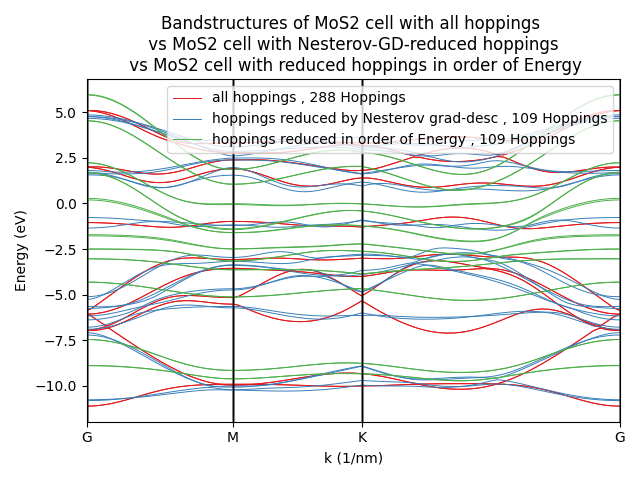 Bandstructures of MoS2 cell with all hoppings
vs MoS2 cell with Nesterov-GD-reduced hoppings
vs MoS2 cell with reduced hoppings in order of Energy
all hoppings , 288 Hoppings
hoppings reduced by Nesterov grad-desc , 109 Hoppings
hoppings reduced in order of Energy , 109 Hoppings
Energy (eV)
5.0
2.5
0.0
−2.5
−5.0
−7.5
−10.0
G M K G
k (1/nm)